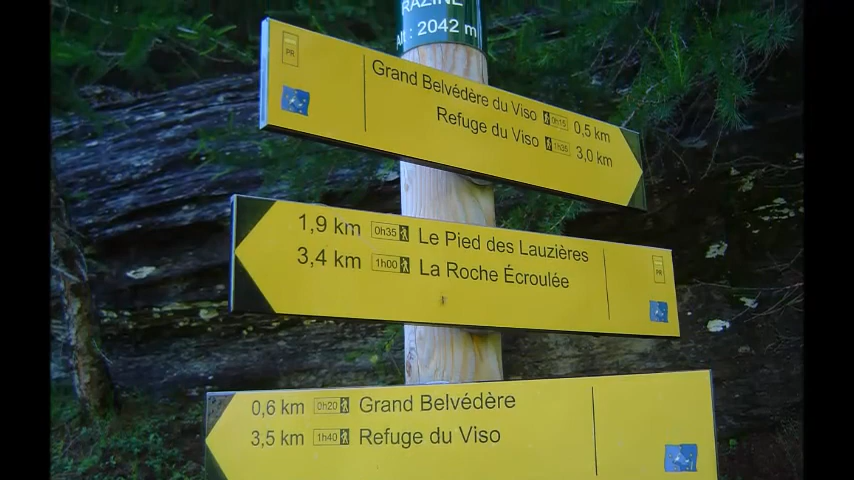 RAZINE
Alt : 2042 m
PR
Grand Belvédère du Viso 0h15 0,5 km
Refuge du Viso 1h35 3,0 km
1,9 km 0h35 Le Pied des Lauzières
3,4 km 1h00 La Roche Écroulée
PR
0,6 km 0h20 Grand Belvédère
3,5 km 1h40 Refuge du Viso